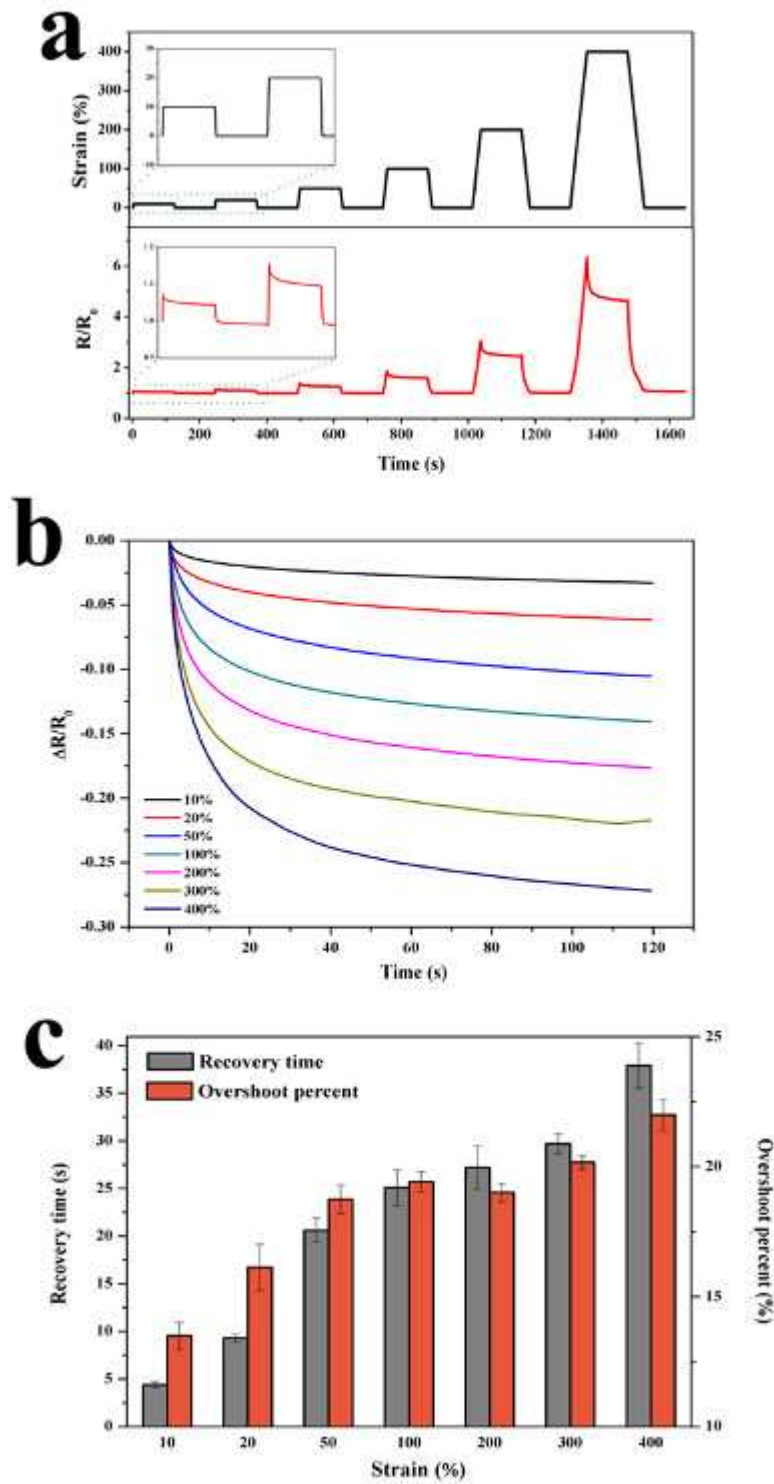 a
Strain (%)
400
300
200
100
0
R/R0
6
4
2
0
0 200 400 600 800 1000 1200 1400 1600
Time (s)
b
ΔR/R0
0.00
-0.05
-0.10
-0.15
-0.20
-0.25
-0.30
10%
20%
50%
100%
200%
300%
400%
0 20 40 60 80 100 120
Time (s)
c
Recovery time (s)
40
35
30
25
20
15
10
5
0
Recovery time
Overshoot percent
25
20
15
10
Overshoot percent (%)
10 20 50 100 200 300 400
Strain (%)